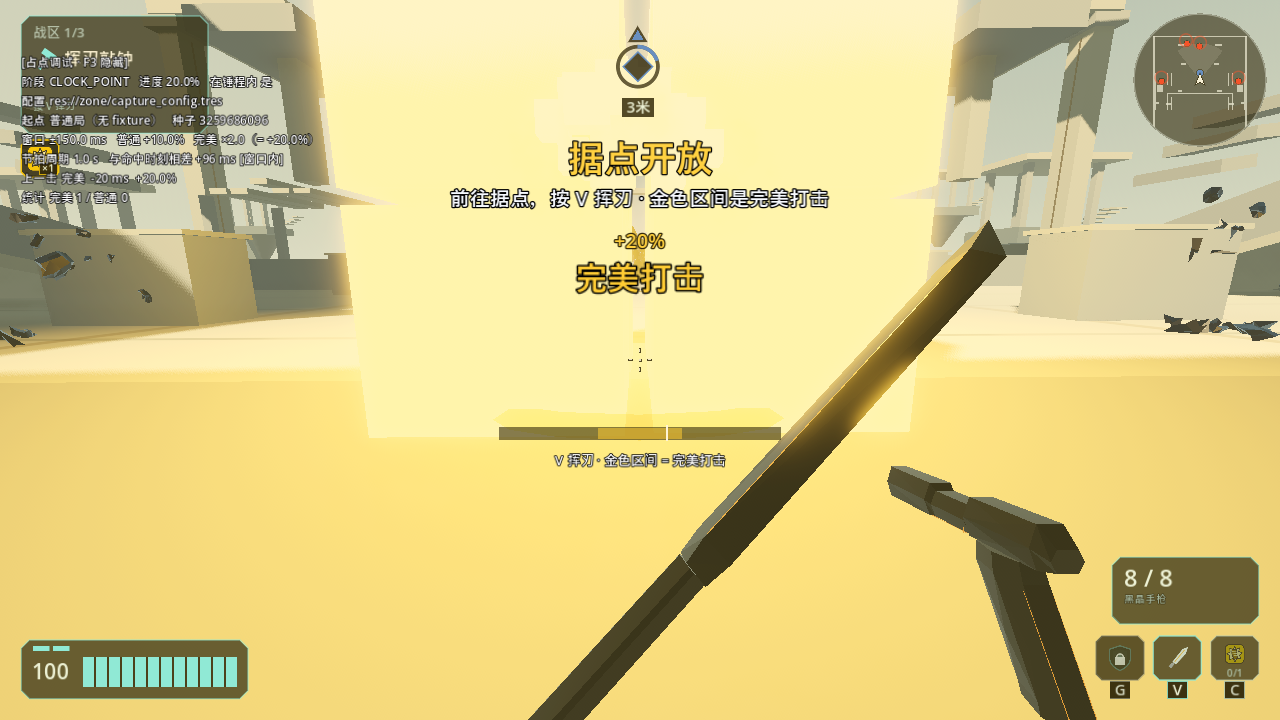 战区 1/3
挥刃敲钟
[占点调试 F3 隐藏]
阶段 CLOCK_POINT 进度 20.0% 在锤程内 是
配置 res://zone/capture_config.tres
起点 普通局（无 fixture） 种子 3259686096
窗口 ±150.0 ms 普通 +10.0% 完美 ×2.0（= +20.0%）
节拍周期 1.0 s 与命中时刻相差 +96 ms [窗口内]
×1
上一击 完美 -20 ms +20.0%
统计 完美 1 / 普通 0
3米
据点开放
前往据点，按 V 挥刃 · 金色区间是完美打击
+20%
完美打击
V 挥刃 · 金色区间 = 完美打击
100
8 / 8
黑晶手枪
0/1
G
V
C